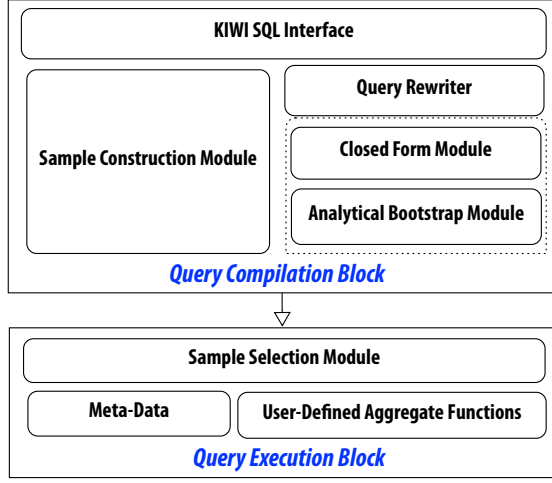 KIWI SQL Interface
Sample Construction Module
Query Rewriter
Closed Form Module
Analytical Bootstrap Module
Query Compilation Block
Sample Selection Module
Meta-Data
User-Defined Aggregate Functions
Query Execution Block